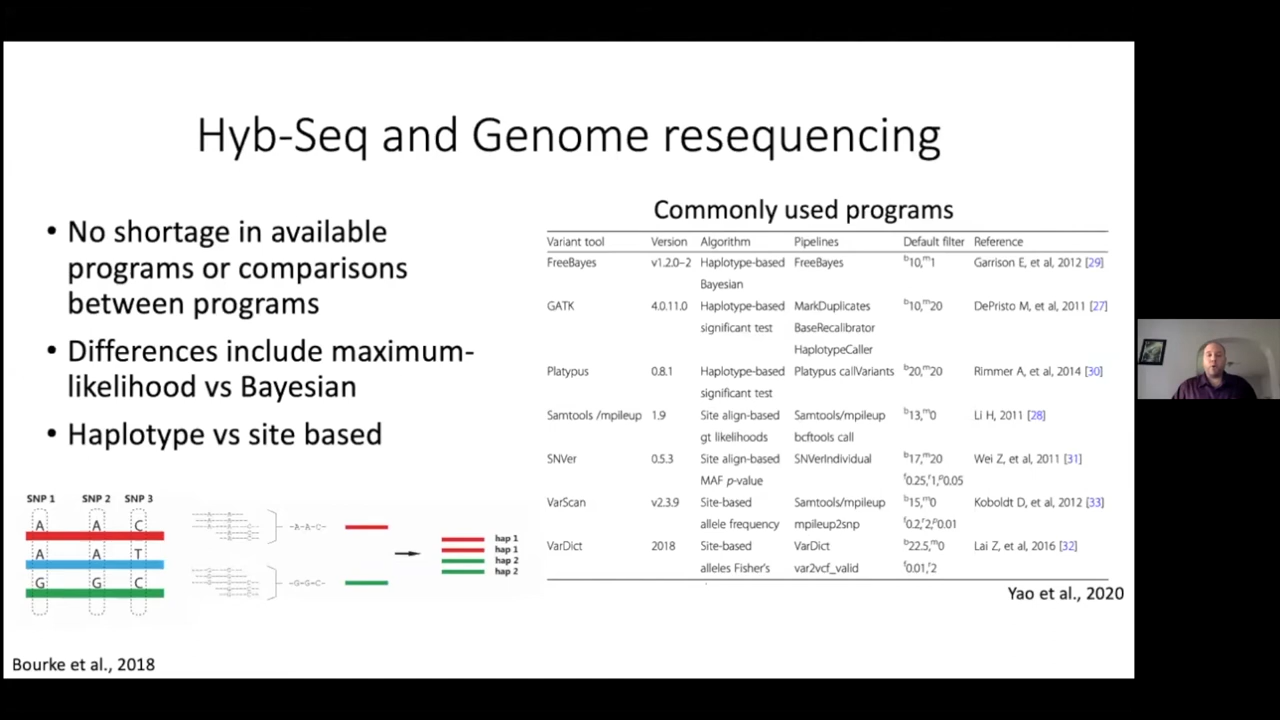 Hyb-Seq and Genome resequencing
• No shortage in available
programs or comparisons
between programs
• Differences include maximum-
likelihood vs Bayesian
• Haplotype vs site based
Commonly used programs
Variant tool Version Algorithm Pipelines Default filter Reference
FreeBayes v1.2.0–2 Haplotype-based FreeBayes b10,m1 Garrison E, et al, 2012 [29]
Bayesian
GATK 4.0.11.0 Haplotype-based MarkDuplicates b10,m20 DePristo M, et al, 2011 [27]
significant test BaseRecalibrator
HaplotypeCaller
Platypus 0.8.1 Haplotype-based Platypus callVariants b20,m20 Rimmer A, et al, 2014 [30]
significant test
Samtools /mpileup 1.9 Site align-based Samtools/mpileup b13,m0 Li H, 2011 [28]
gt likelihoods bcftools call
SNVer 0.5.3 Site align-based SNVerIndividual b17,m20 Wei Z, et al, 2011 [31]
MAF p-value f0.25,r1,p0.05
VarScan v2.3.9 Site-based Samtools/mpileup b15,m0 Koboldt D, et al, 2012 [33]
allele frequency mpileup2snp f0.2,r2,p0.01
VarDict 2018 Site-based VarDict b22.5,m0 Lai Z, et al, 2016 [32]
alleles Fisher's var2vcf_valid f0.01,r2
Yao et al., 2020
SNP 1 SNP 2 SNP 3
A A C
A A T
G G C
-A-A-C-
-G-G-C-
hap 1
hap 1
hap 2
hap 2
Bourke et al., 2018